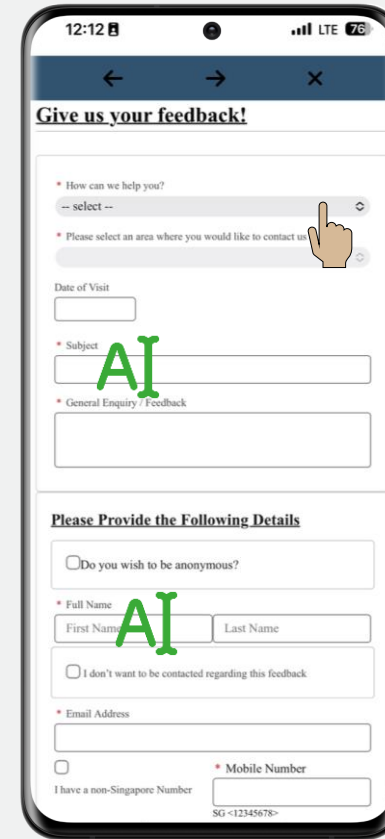 12:12 LTE 76
Give us your feedback!
* How can we help you?
-- select --
* Please select an area where you would like to contact us
Date of Visit
* Subject
AI
* General Enquiry / Feedback
Please Provide the Following Details
Do you wish to be anonymous?
* Full Name
First Name Last Name
AI
I don't want to be contacted regarding this feedback
* Email Address
* Mobile Number
I have a non-Singapore Number
SG <12345678>